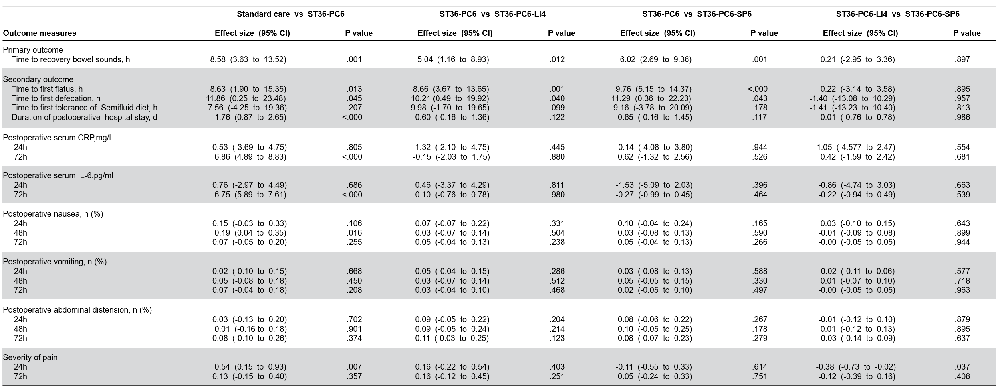 Standard care vs ST36-PC6 ST36-PC6 vs ST36-PC6-LI4 ST36-PC6 vs ST36-PC6-SP6 ST36-PC6-LI4 vs ST36-PC6-SP6
Outcome measures Effect size (95% CI) P value Effect size (95% CI) P value Effect size (95% CI) P value Effect size (95% CI) P value
Primary outcome
Time to recovery bowel sounds, h 8.58 (3.63 to 13.52) .001 5.04 (1.16 to 8.93) .012 6.02 (2.69 to 9.36) .001 0.21 (-2.95 to 3.36) .897
Secondary outcome
Time to first flatus, h 8.63 (1.90 to 15.35) .013 8.66 (3.67 to 13.65) .001 9.76 (5.15 to 14.37) <.000 0.22 (-3.14 to 3.58) .895
Time to first defecation, h 11.86 (0.25 to 23.48) .045 10.21 (0.49 to 19.92) .040 11.29 (0.36 to 22.23) .043 -1.40 (-13.08 to 10.29) .957
Time to first tolerance of Semifluid diet, h 7.56 (-4.25 to 19.36) .207 9.98 (-1.70 to 19.65) .099 9.16 (-3.78 to 20.09) .178 -1.41 (-13.23 to 10.40) .813
Duration of postoperative hospital stay, d 1.76 (0.87 to 2.65) <.000 0.60 (-0.16 to 1.36) .122 0.65 (-0.16 to 1.45) .117 0.01 (-0.76 to 0.78) .986
Postoperative serum CRP,mg/L
24h 0.53 (-3.69 to 4.75) .805 1.32 (-2.10 to 4.75) .445 -0.14 (-4.08 to 3.80) .944 -1.05 (-4.577 to 2.47) .554
72h 6.86 (4.89 to 8.83) <.000 -0.15 (-2.03 to 1.75) .880 0.62 (-1.32 to 2.56) .526 0.42 (-1.59 to 2.42) .681
Postoperative serum IL-6,pg/ml
24h 0.76 (-2.97 to 4.49) .686 0.46 (-3.37 to 4.29) .811 -1.53 (-5.09 to 2.03) .396 -0.86 (-4.74 to 3.03) .663
72h 6.75 (5.89 to 7.61) <.000 0.10 (-0.76 to 0.78) .980 -0.27 (-0.99 to 0.45) .464 -0.22 (-0.94 to 0.49) .539
Postoperative nausea, n (%)
24h 0.15 (-0.03 to 0.33) .106 0.07 (-0.07 to 0.22) .331 0.10 (-0.04 to 0.24) .165 0.03 (-0.10 to 0.15) .643
48h 0.19 (0.04 to 0.35) .016 0.03 (-0.07 to 0.14) .504 0.03 (-0.08 to 0.13) .590 -0.01 (-0.09 to 0.08) .899
72h 0.07 (-0.05 to 0.20) .255 0.05 (-0.04 to 0.13) .238 0.05 (-0.04 to 0.13) .266 -0.00 (-0.05 to 0.05) .944
Postoperative vomiting, n (%)
24h 0.02 (-0.10 to 0.15) .668 0.05 (-0.04 to 0.15) .286 0.03 (-0.08 to 0.13) .588 -0.02 (-0.11 to 0.06) .577
48h 0.05 (-0.08 to 0.18) .450 0.03 (-0.07 to 0.14) .512 0.05 (-0.05 to 0.15) .330 0.01 (-0.07 to 0.10) .718
72h 0.07 (-0.04 to 0.18) .208 0.03 (-0.04 to 0.10) .468 0.02 (-0.05 to 0.10) .497 -0.00 (-0.05 to 0.05) .963
Postoperative abdominal distension, n (%)
24h 0.03 (-0.13 to 0.20) .702 0.09 (-0.05 to 0.22) .204 0.08 (-0.06 to 0.22) .267 -0.01 (-0.12 to 0.10) .879
48h 0.01 (-0.16 to 0.18) .901 0.09 (-0.05 to 0.24) .214 0.10 (-0.05 to 0.25) .178 0.01 (-0.12 to 0.13) .895
72h 0.08 (-0.10 to 0.26) .374 0.11 (-0.03 to 0.25) .123 0.08 (-0.07 to 0.23) .279 -0.03 (-0.14 to 0.09) .637
Severity of pain
24h 0.54 (0.15 to 0.93) .007 0.16 (-0.22 to 0.54) .403 -0.11 (-0.55 to 0.33) .614 -0.38 (-0.73 to -0.02) .037
72h 0.13 (-0.15 to 0.40) .357 0.16 (-0.12 to 0.45) .251 0.05 (-0.24 to 0.33) .751 -0.12 (-0.39 to 0.16) .408